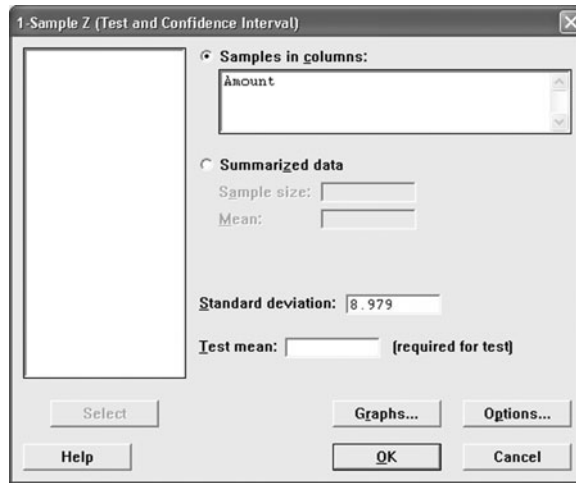 1-Sample Z (Test and Confidence Interval)
Samples in columns:
Amount
Summarized data
Sample size:
Mean:
Standard deviation: 8.979
Test mean: (required for test)
Select
Graphs... Options...
Help OK Cancel